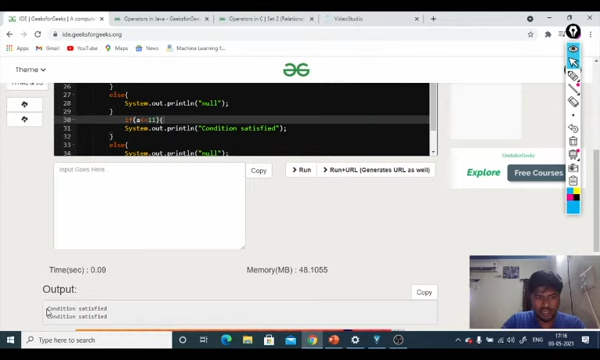 IDE | GeeksforGeeks | A compu
Operators in Java - GeeksforGeek
Operators in C | Set 2 (Relational
VideoStudio
ide.geeksforgeeks.org
Apps
Gmail
YouTube
Maps
News
Machine Learning f
Theme
26 }
27 else{
28 System.out.println("null");
29 }
30 if(a<=11){
31 System.out.println("Condition satisfied");
32 }
33 else{
34 System.out.println("null");
Input Goes Here...
Copy
Run
Run+URL (Generates URL as well)
GeeksforGeeks
Explore
Free Courses
Time(sec) : 0.09
Memory(MB) : 48.1055
Output:
Copy
Condition satisfied
Condition satisfied
Type here to search
17:16
03-05-2021